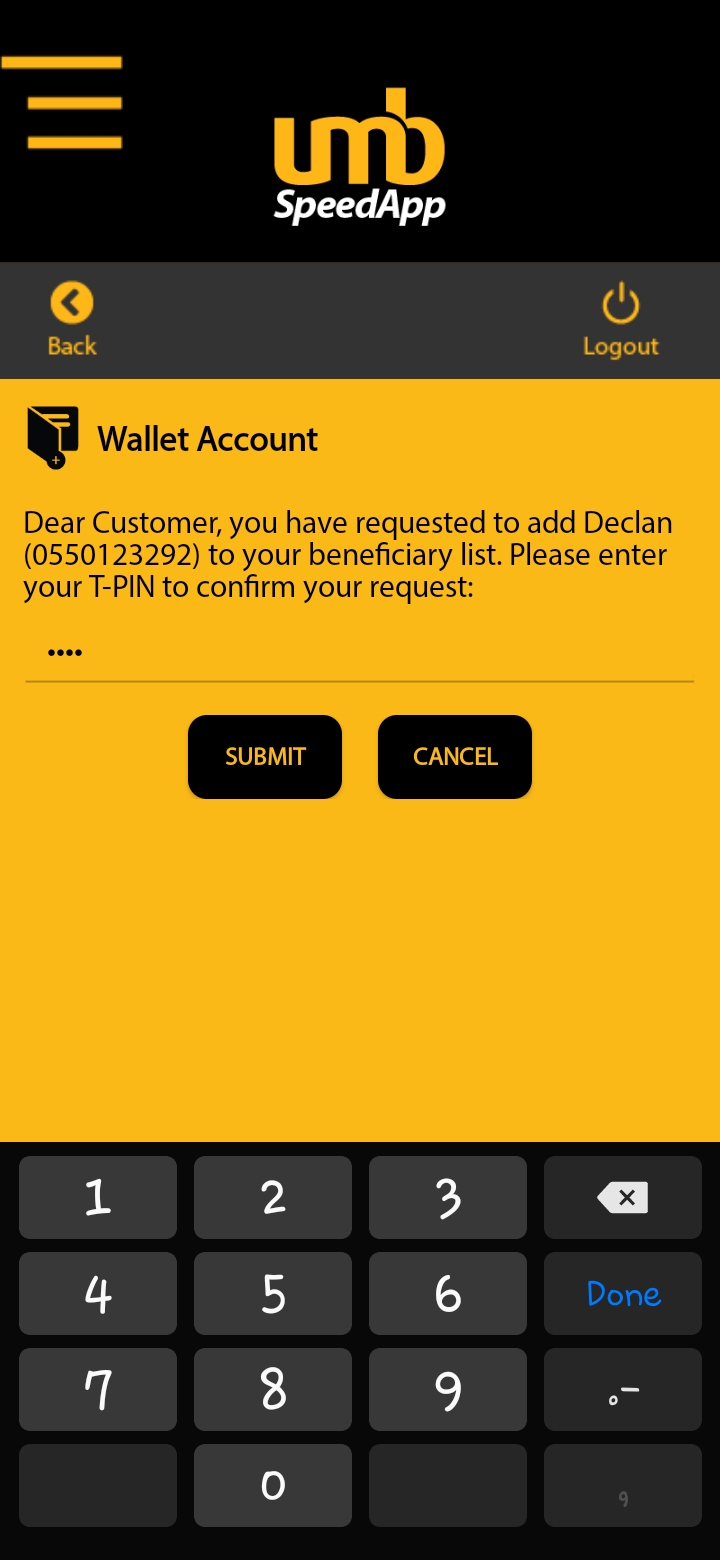 umb
SpeedApp
Back
Logout
Wallet Account
Dear Customer, you have requested to add Declan
(0550123292) to your beneficiary list. Please enter
your T-PIN to confirm your request:
••••
SUBMIT
CANCEL
1 2 3
4 5 6 Done
7 8 9 .-
0 ,